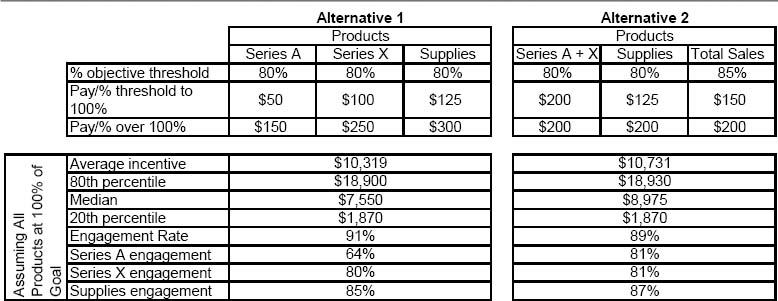 Alternative 1 Alternative 2
Products Products
Series A Series X Supplies Series A + X Supplies Total Sales
% objective threshold 80% 80% 80% 80% 80% 85%
Pay/% threshold to
100% $50 $100 $125 $200 $125 $150
Pay/% over 100% $150 $250 $300 $200 $200 $200
Assuming All
Products at 100% of
Goal
Average incentive $10,319 $10,731
80th percentile $18,900 $18,930
Median $7,550 $8,975
20th percentile $1,870 $1,870
Engagement Rate 91% 89%
Series A engagement 64% 81%
Series X engagement 80% 81%
Supplies engagement 85% 87%